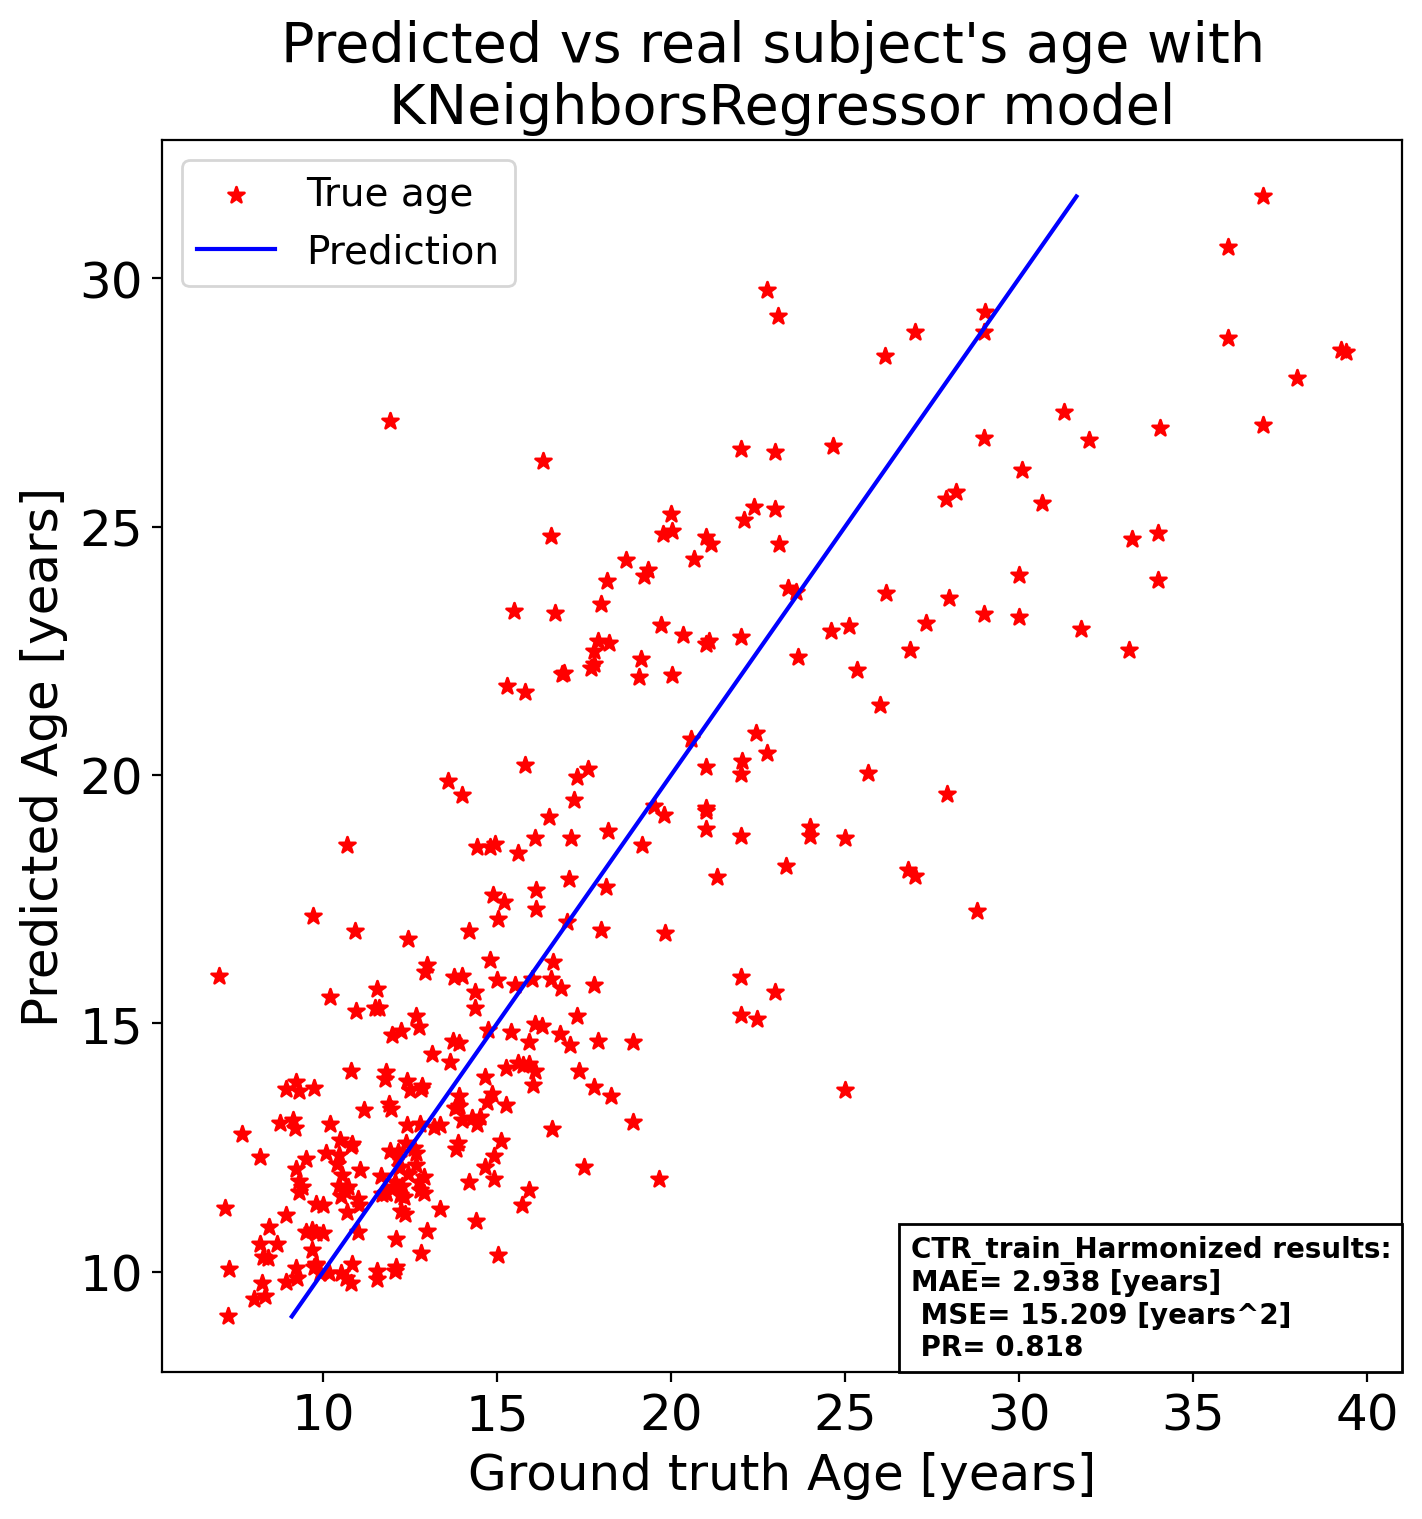 Predicted vs real subject's age with
KNeighborsRegressor model
True age
Prediction
Predicted Age [years]
30
25
20
15
10
CTR_train_Harmonized results:
MAE= 2.938 [years]
MSE= 15.209 [years^2]
PR= 0.818
10 15 20 25 30 35 40
Ground truth Age [years]